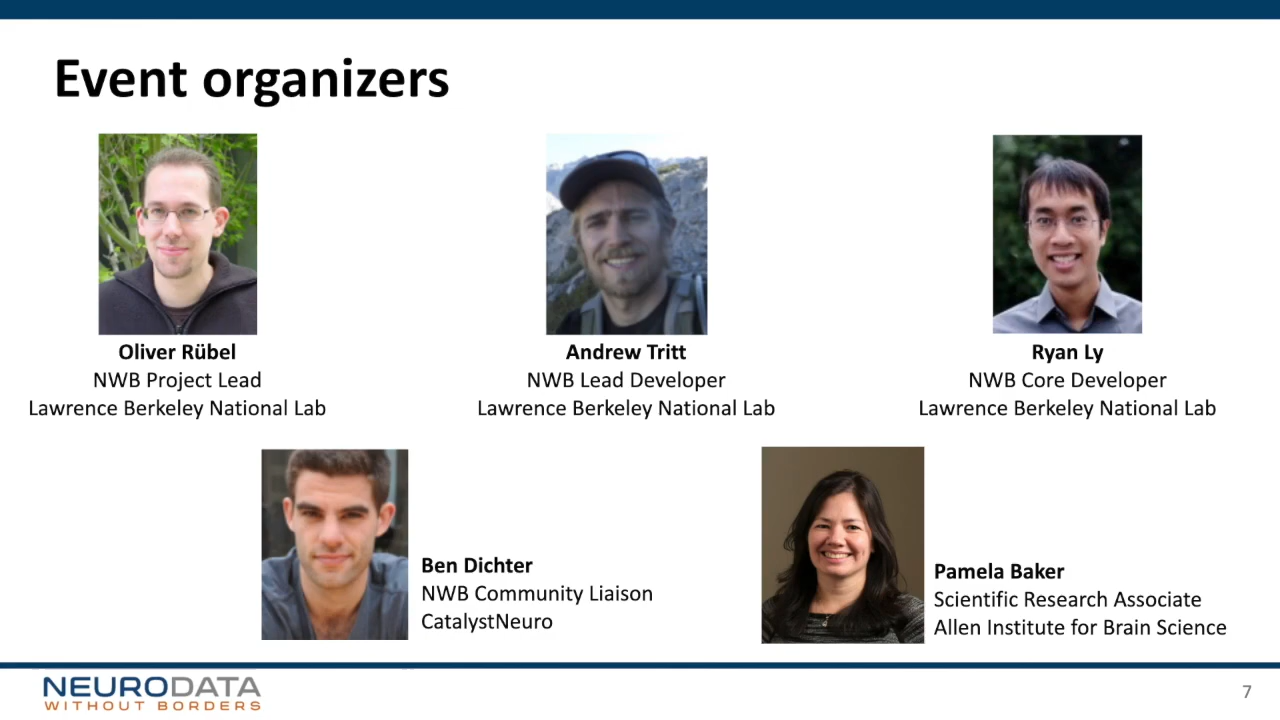 Event organizers
Oliver Rübel
NWB Project Lead
Lawrence Berkeley National Lab
Andrew Tritt
NWB Lead Developer
Lawrence Berkeley National Lab
Ryan Ly
NWB Core Developer
Lawrence Berkeley National Lab
Ben Dichter
NWB Community Liaison
CatalystNeuro
Pamela Baker
Scientific Research Associate
Allen Institute for Brain Science
NEURODATA
WITHOUT BORDERS
7